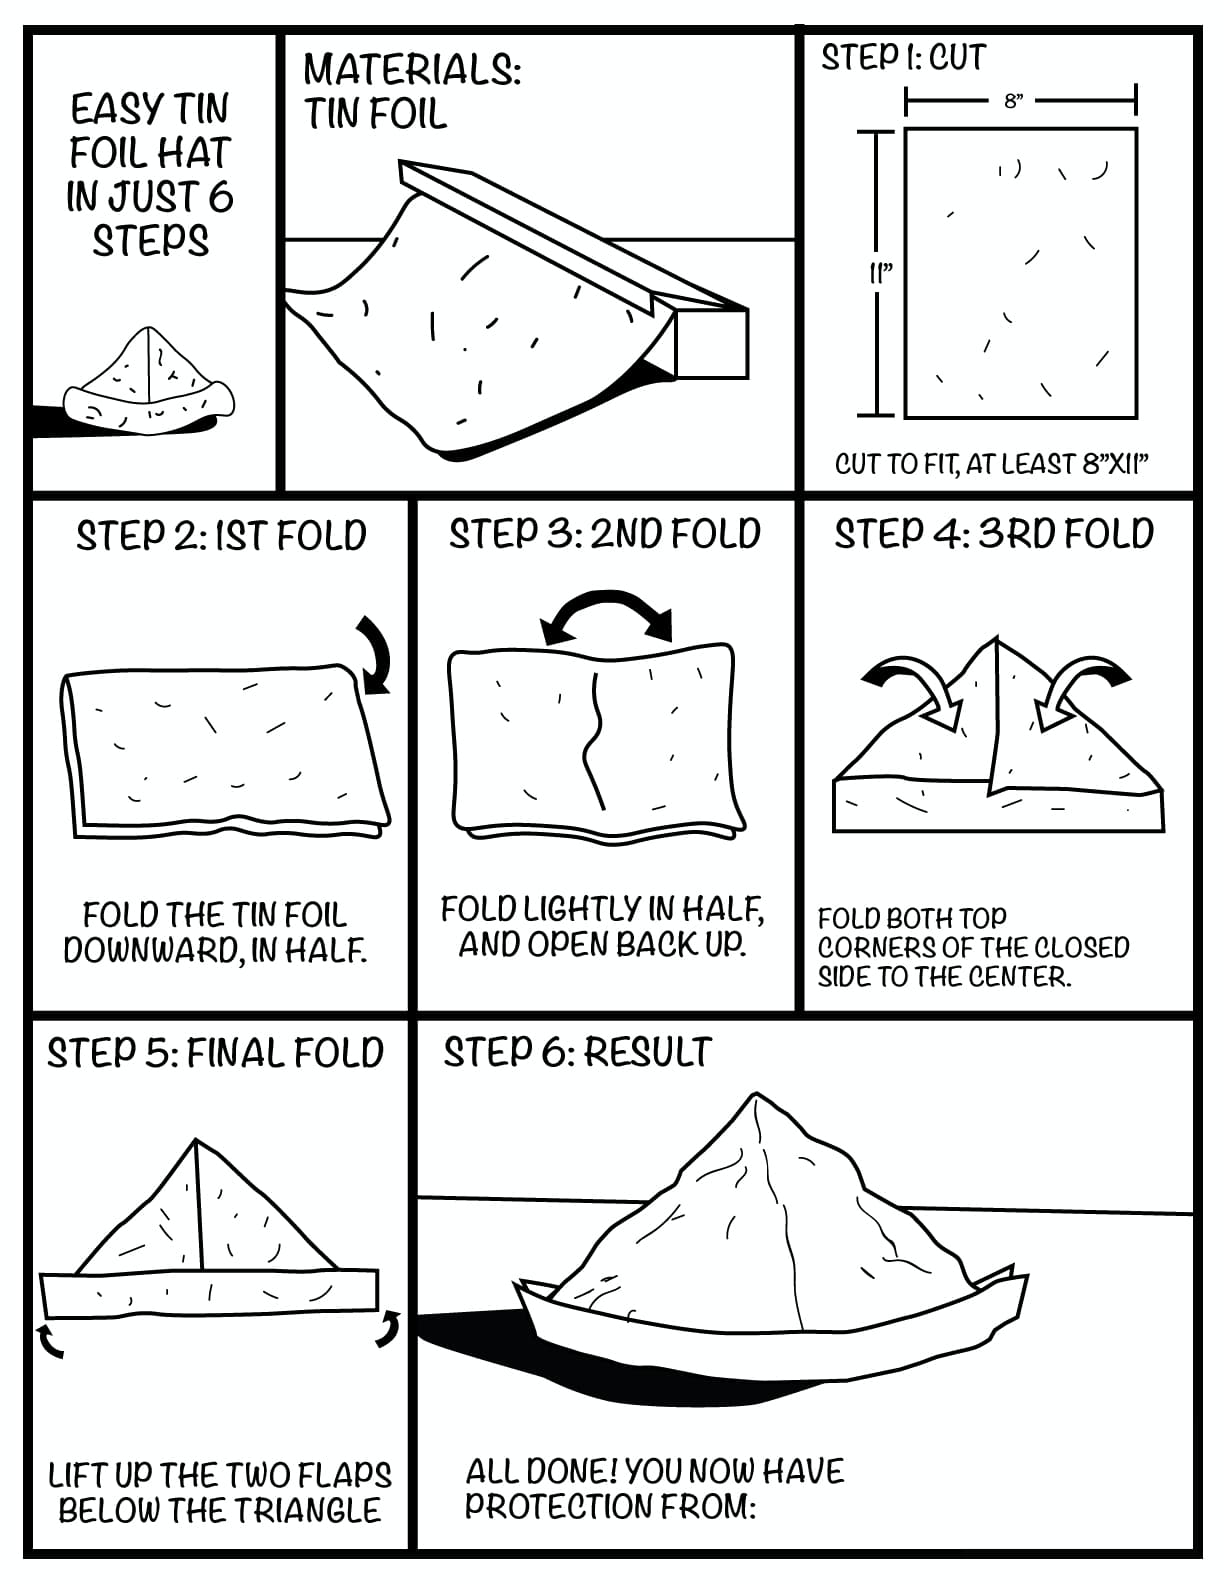 EASY TIN
FOIL HAT
IN JUST 6
STEPS
MATERIALS:
TIN FOIL
STEP 1: CUT
8"
11"
CUT TO FIT, AT LEAST 8"X11"
STEP 2: 1ST FOLD
FOLD THE TIN FOIL
DOWNWARD, IN HALF.
STEP 3: 2ND FOLD
FOLD LIGHTLY IN HALF,
AND OPEN BACK UP.
STEP 4: 3RD FOLD
FOLD BOTH TOP
CORNERS OF THE CLOSED
SIDE TO THE CENTER.
STEP 5: FINAL FOLD
LIFT UP THE TWO FLAPS
BELOW THE TRIANGLE
STEP 6: RESULT
ALL DONE! YOU NOW HAVE
PROTECTION FROM: